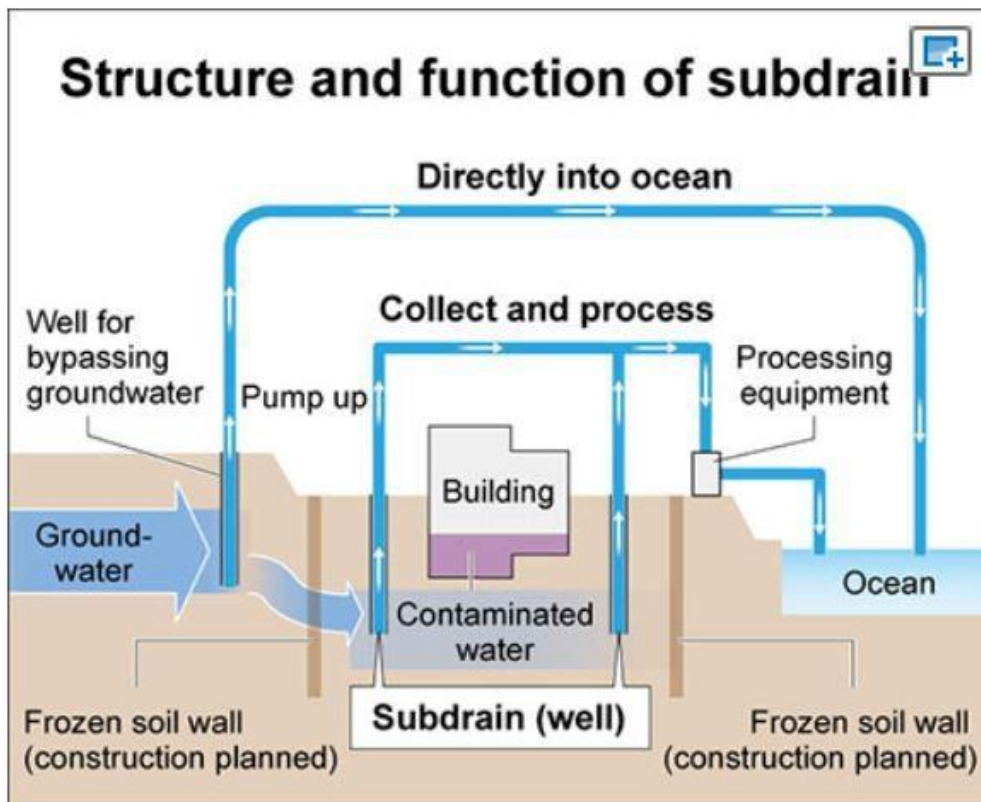 Structure and function of subdrain
Directly into ocean
Collect and process
Well for
bypassing
groundwater
Pump up
Processing
equipment
Building
Ground-
water
Contaminated
water
Ocean
Subdrain (well)
Frozen soil wall
(construction planned)
Frozen soil wall
(construction planned)